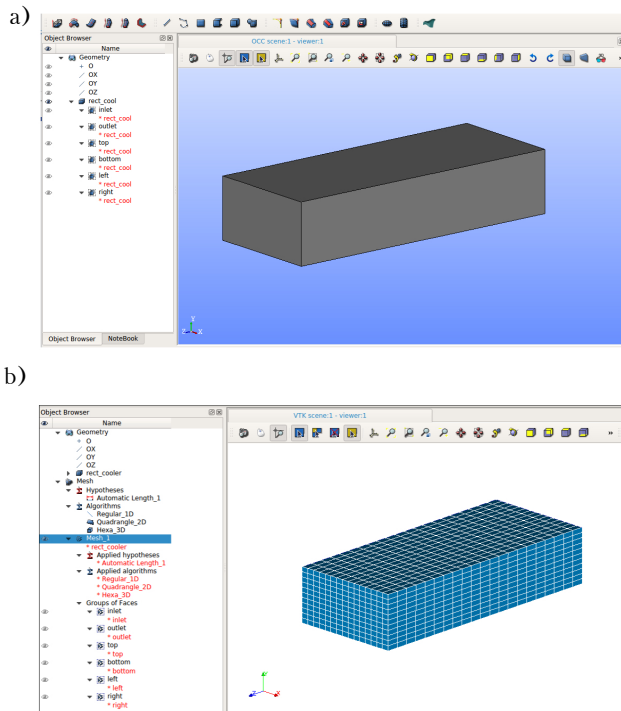 a)
Object Browser
OCC scene:1 - viewer:1
Name
Geometry
O
OX
OY
OZ
rect_cool
inlet
* rect_cool
outlet
* rect_cool
top
* rect_cool
bottom
* rect_cool
left
* rect_cool
right
* rect_cool
Y
Z X
Object Browser NoteBook
b)
Object Browser
VTK scene:1 - viewer:1
Name
Geometry
O
OX
OY
OZ
rect_cooler
Mesh
Hypotheses
Automatic Length_1
Algorithms
Regular_1D
Quadrangle_2D
Hexa_3D
Mesh_1
* rect_cooler
Applied hypotheses
* Automatic Length_1
Applied algorithms
* Regular_1D
* Quadrangle_2D
* Hexa_3D
Groups of Faces
inlet
* inlet
outlet
* outlet
top
* top
bottom
* bottom
left
* left
right
* right
Y
Z X